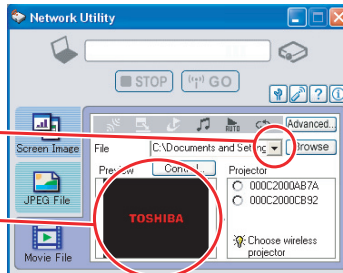 Network Utility
STOP GO
AUTO Advanced...
Screen Image
File C:\Documents and Setting Browse
Preview Control... Projector
000C2000AB7A
000C2000CB92
JPEG File
TOSHIBA
Choose wireless
projector
Movie File